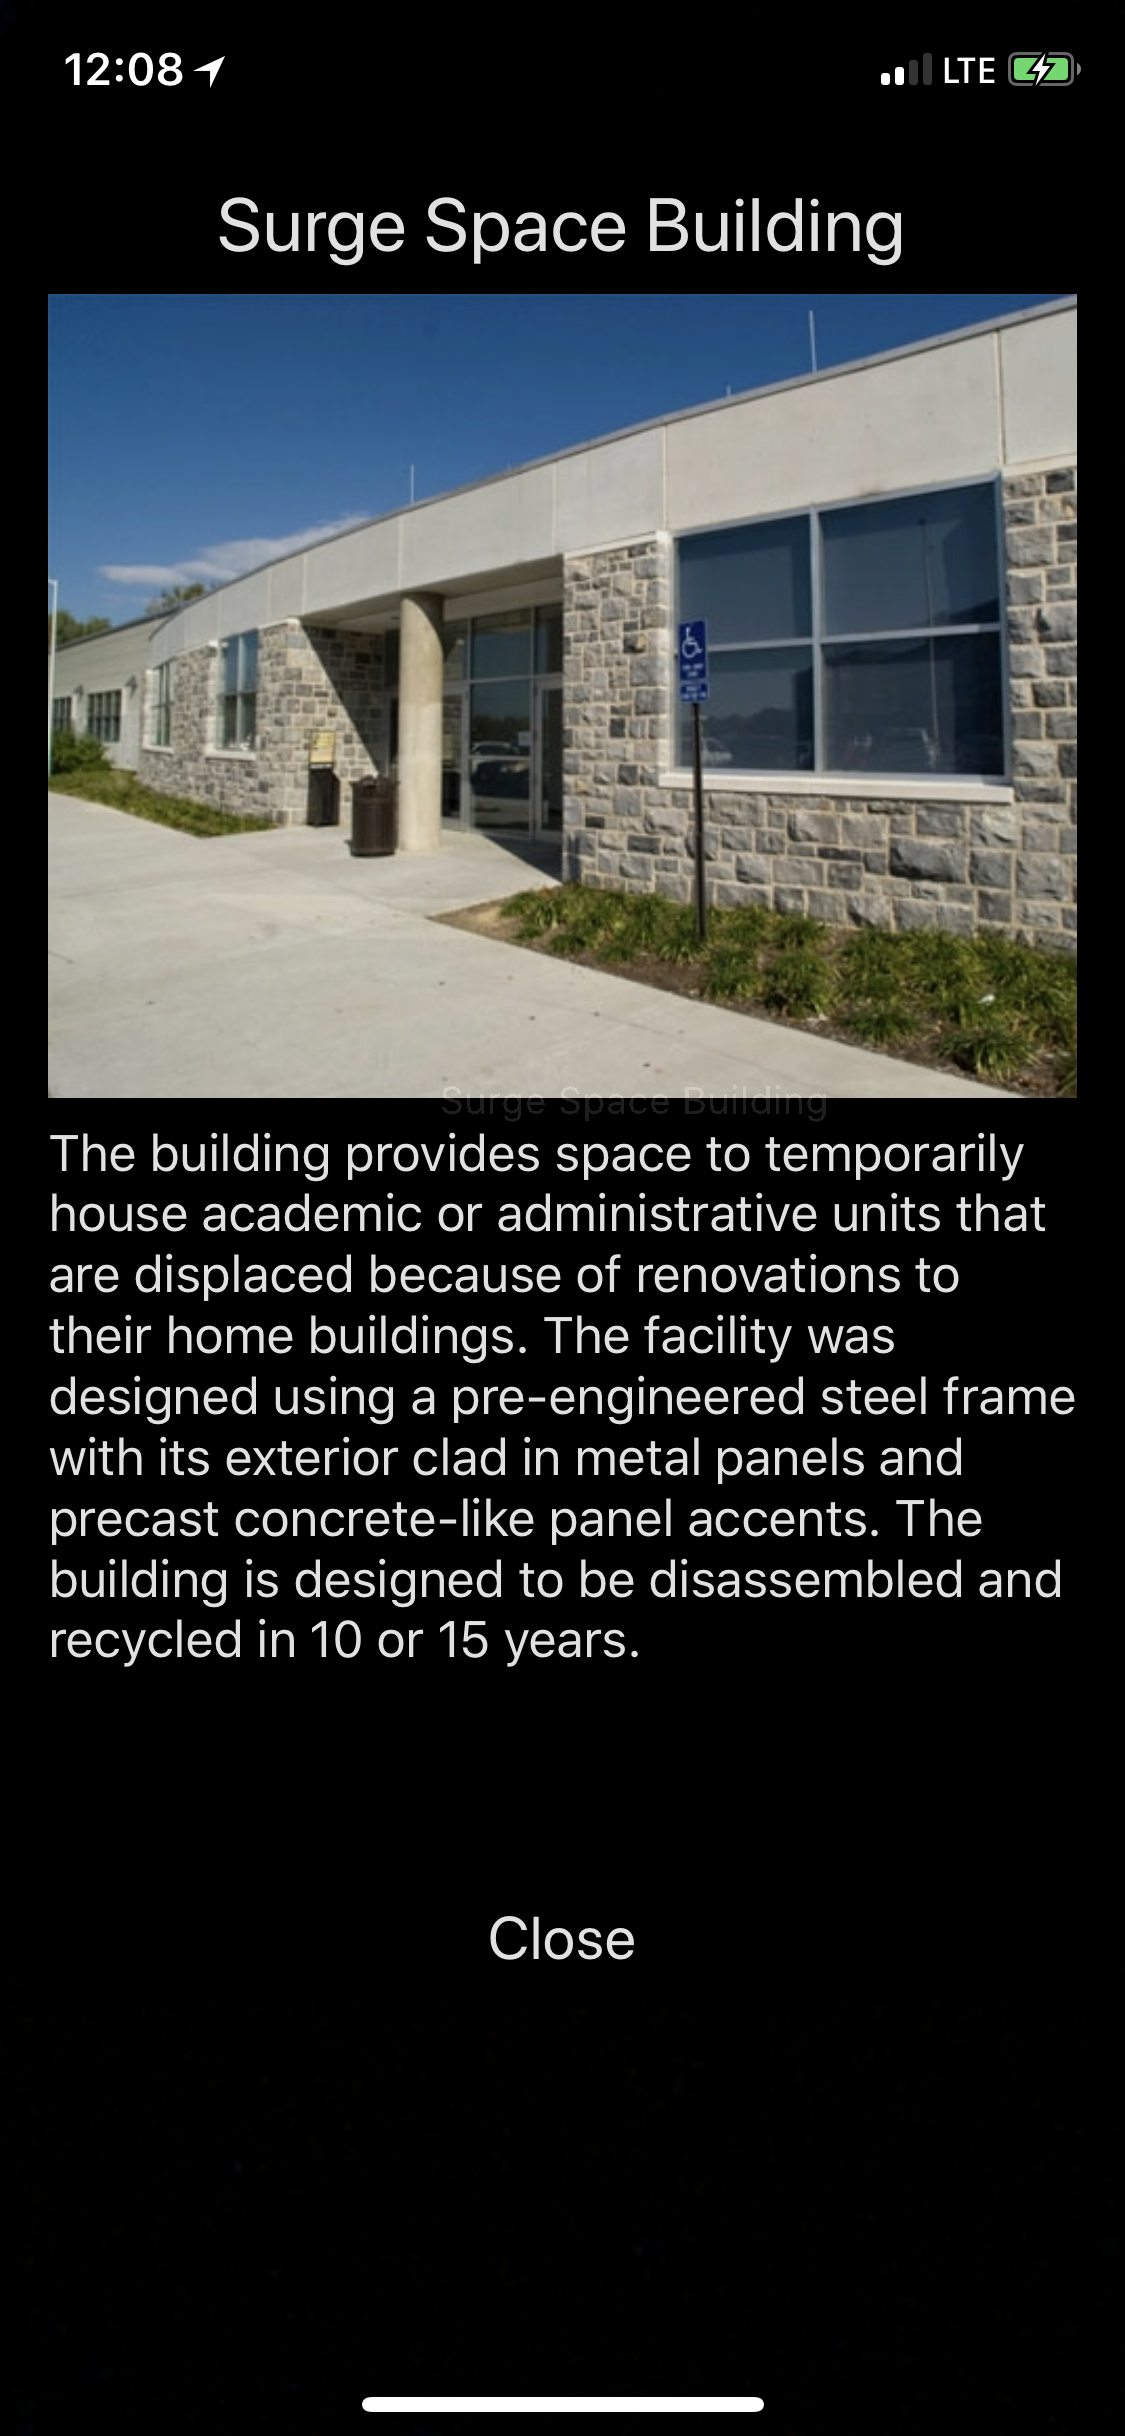 12:08
LTE
Surge Space Building
Surge Space Building
The building provides space to temporarily
house academic or administrative units that
are displaced because of renovations to
their home buildings. The facility was
designed using a pre-engineered steel frame
with its exterior clad in metal panels and
precast concrete-like panel accents. The
building is designed to be disassembled and
recycled in 10 or 15 years.
Close